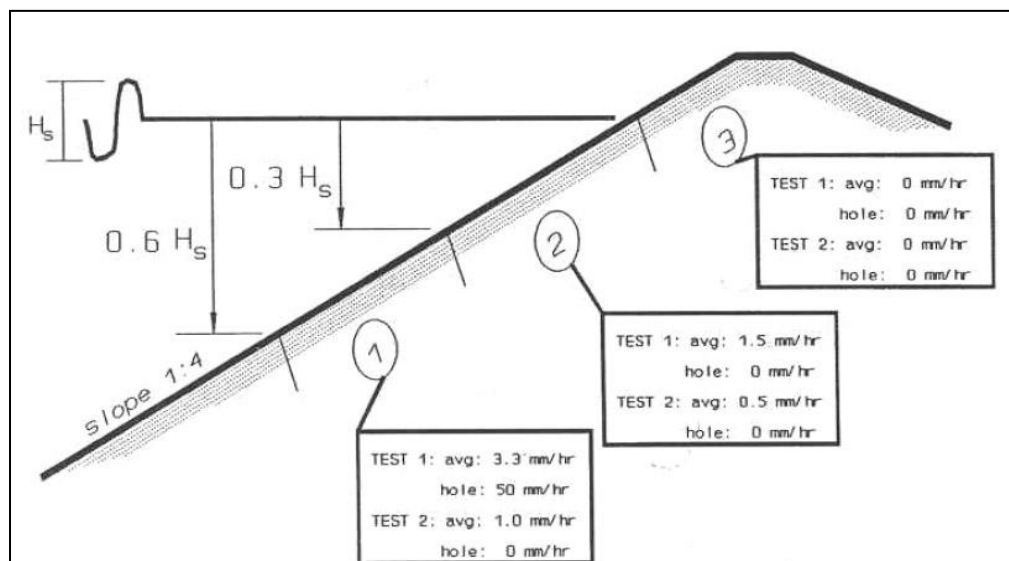 Hs
0.3 Hs
0.6 Hs
slope 1:4
1
2
3
TEST 1: avg: 0 mm/hr
hole: 0 mm/hr
TEST 2: avg: 0 mm/hr
hole: 0 mm/hr
TEST 1: avg: 1.5 mm/hr
hole: 0 mm/hr
TEST 2: avg: 0.5 mm/hr
hole: 0 mm/hr
TEST 1: avg: 3.3 mm/hr
hole: 50 mm/hr
TEST 2: avg: 1.0 mm/hr
hole: 0 mm/hr